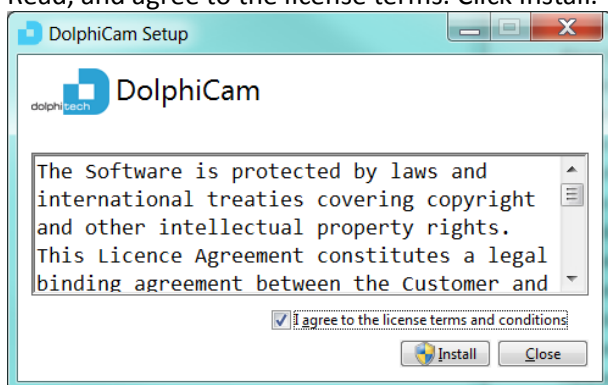 Read, and agree to the license terms. Click Install.
DolphiCam Setup
dolphitech
DolphiCam
The Software is protected by laws and
international treaties covering copyright
and other intellectual property rights.
This Licence Agreement constitutes a legal
binding agreement between the Customer and
I agree to the license terms and conditions
Install Close